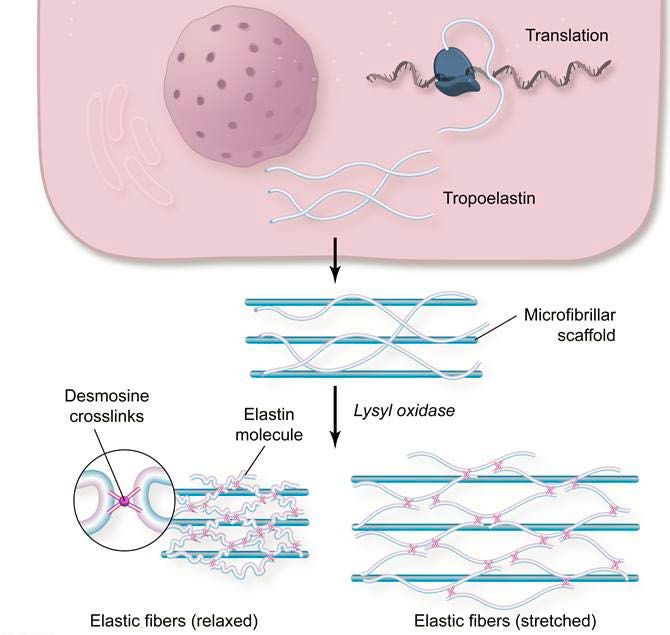 Translation
Tropoelastin
Microfibrillar
scaffold
Desmosine
crosslinks
Elastin
molecule
Lysyl oxidase
Elastic fibers (relaxed)
Elastic fibers (stretched)